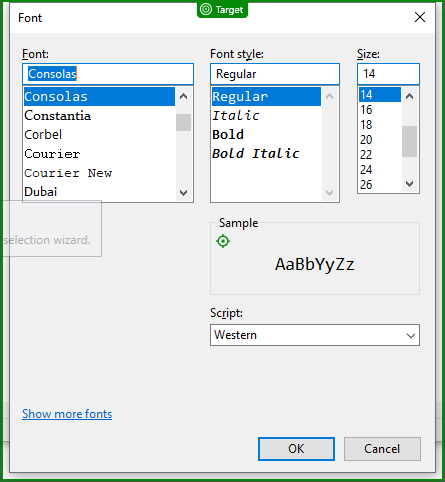 Target
Font
Font:
Font style:
Size:
Consolas
Regular
14
Consolas
Constantia
Corbel
Courier
Courier New
Dubai
Regular
Italic
Bold
Bold Italic
14
16
18
20
22
24
26
selection wizard.
Sample
AaBbYyZz
Script:
Western
Show more fonts
OK
Cancel